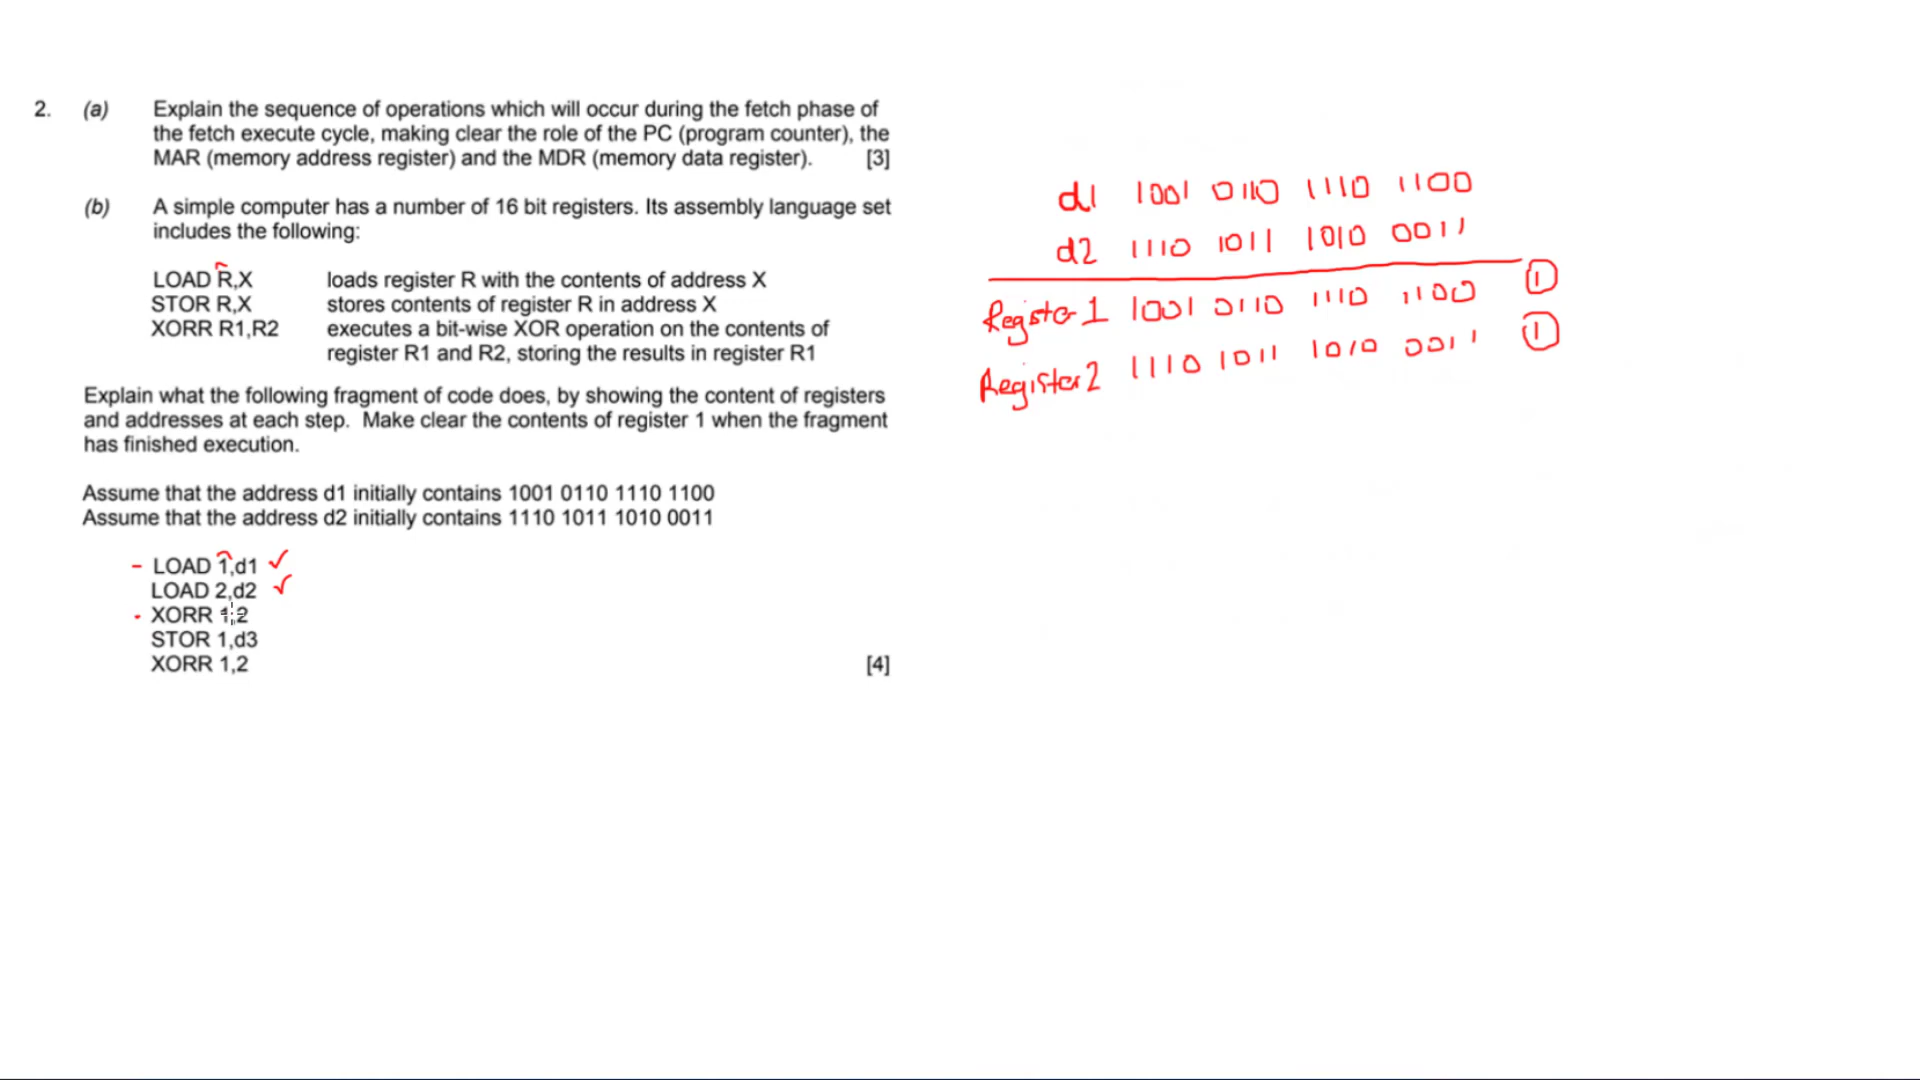 2. (a) Explain the sequence of operations which will occur during the fetch phase of
the fetch execute cycle, making clear the role of the PC (program counter), the
MAR (memory address register) and the MDR (memory data register). [3]
(b) A simple computer has a number of 16 bit registers. Its assembly language set
includes the following:
LOAD R,X loads register R with the contents of address X
STOR R,X stores contents of register R in address X
XORR R1,R2 executes a bit-wise XOR operation on the contents of
register R1 and R2, storing the results in register R1
Explain what the following fragment of code does, by showing the content of registers
and addresses at each step. Make clear the contents of register 1 when the fragment
has finished execution.
Assume that the address d1 initially contains 1001 0110 1110 1100
Assume that the address d2 initially contains 1110 1011 1010 0011
- LOAD 1,d1 ✓
LOAD 2,d2 ✓
- XORR 1,2
STOR 1,d3
XORR 1,2
[4]
d1 1001 0110 1110 1100
d2 1110 1011 1010 0011
Register 1 1001 0110 1110 1100 ①
Register 2 1110 1011 1010 0011 ①